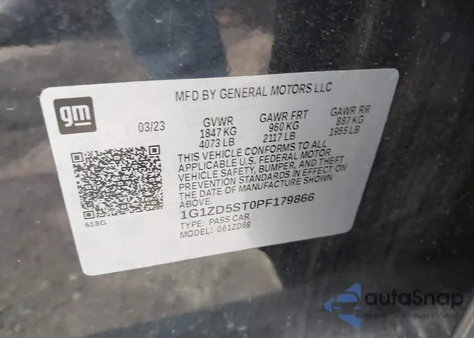 gm
MFD BY GENERAL MOTORS LLC
03/23 GVWR GAWR FRT GAWR RR
1847 KG 960 KG 887 KG
4073 LB 2117 LB 1955 LB
THIS VEHICLE CONFORMS TO ALL
APPLICABLE U.S. FEDERAL MOTOR
VEHICLE SAFETY, BUMPER, AND THEFT
PREVENTION STANDARDS IN EFFECT ON
THE DATE OF MANUFACTURE SHOWN
ABOVE.
1G1ZD5ST0PF179866
TYPE: PASS CAR
MODEL: 061ZD69
618G
autoSnap